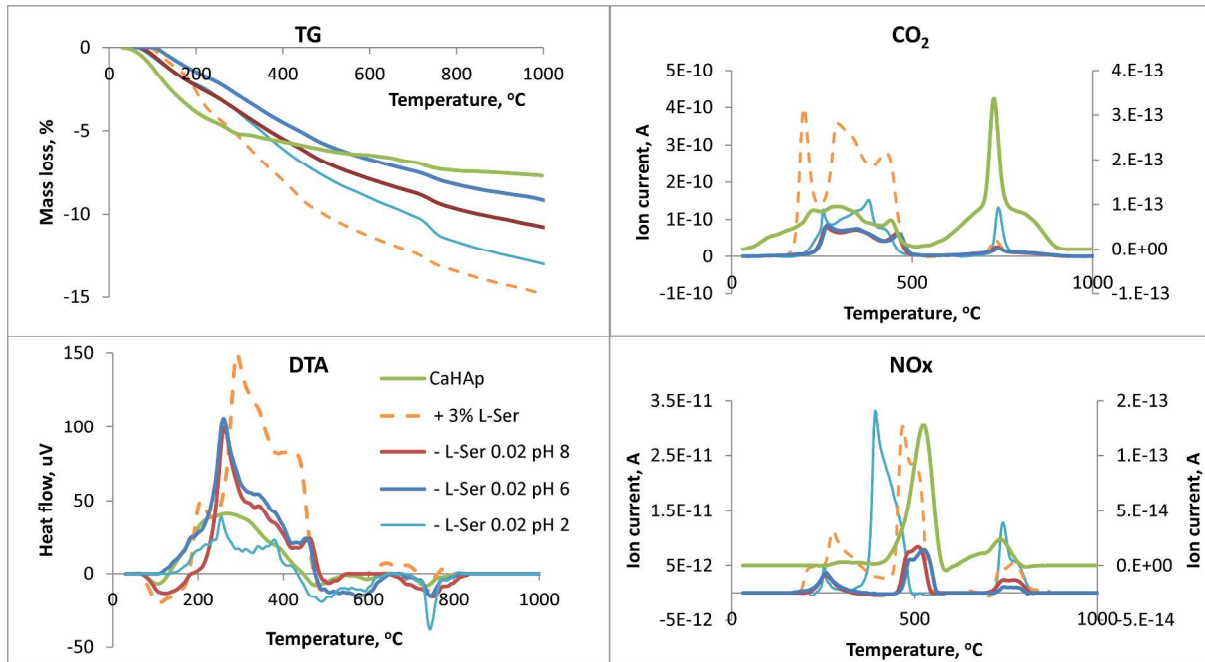 TG
0
0 200 400 600 800 1000
Temperature, °C
-5
-10
-15
Mass loss, %
CO₂
5E-10 4.E-13
4E-10 3.E-13
3E-10 2.E-13
2E-10
1E-10 1.E-13
0 0.E+00
-1E-10 -1.E-13
0 500 1000
Ion current, A
Ion current, A
Temperature, °C
DTA
150
100
50
0
-50
0 200 400 600 800 1000
Heat flow, uV
Temperature, °C
CaHAp
+ 3% L-Ser
- L-Ser 0.02 pH 8
- L-Ser 0.02 pH 6
- L-Ser 0.02 pH 2
NOx
3.5E-11 2.E-13
2.5E-11 1.E-13
1.5E-11 5.E-14
5.E-12 0.E+00
-5.E-12 -5.E-14
0 500 1000
Ion current, A
Ion current, A
Temperature, °C